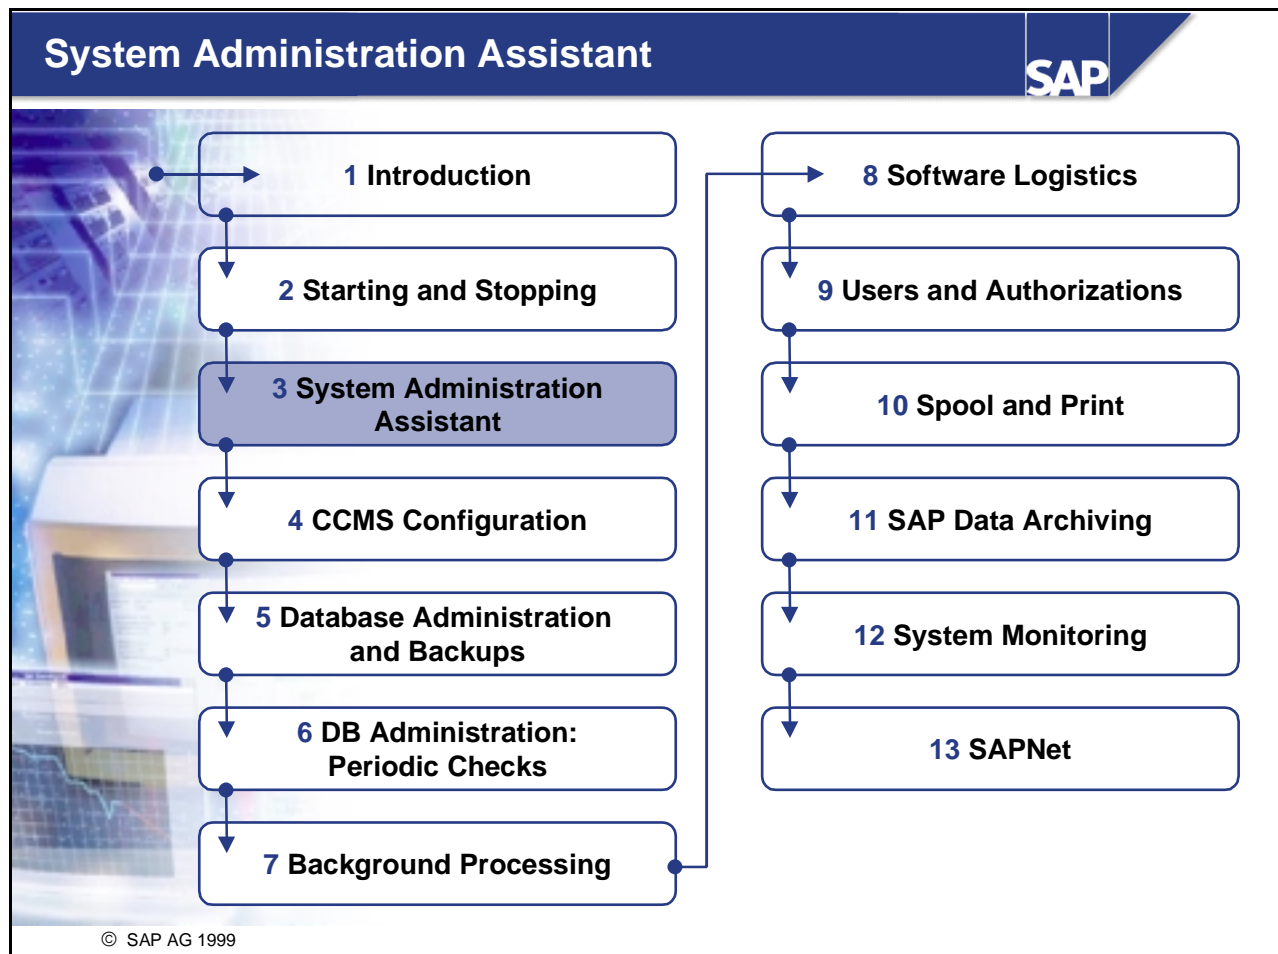 System Administration Assistant
SAP
1 Introduction
2 Starting and Stopping
3 System Administration
Assistant
4 CCMS Configuration
5 Database Administration
and Backups
6 DB Administration:
Periodic Checks
7 Background Processing
8 Software Logistics
9 Users and Authorizations
10 Spool and Print
11 SAP Data Archiving
12 System Monitoring
13 SAPNet
© SAP AG 1999